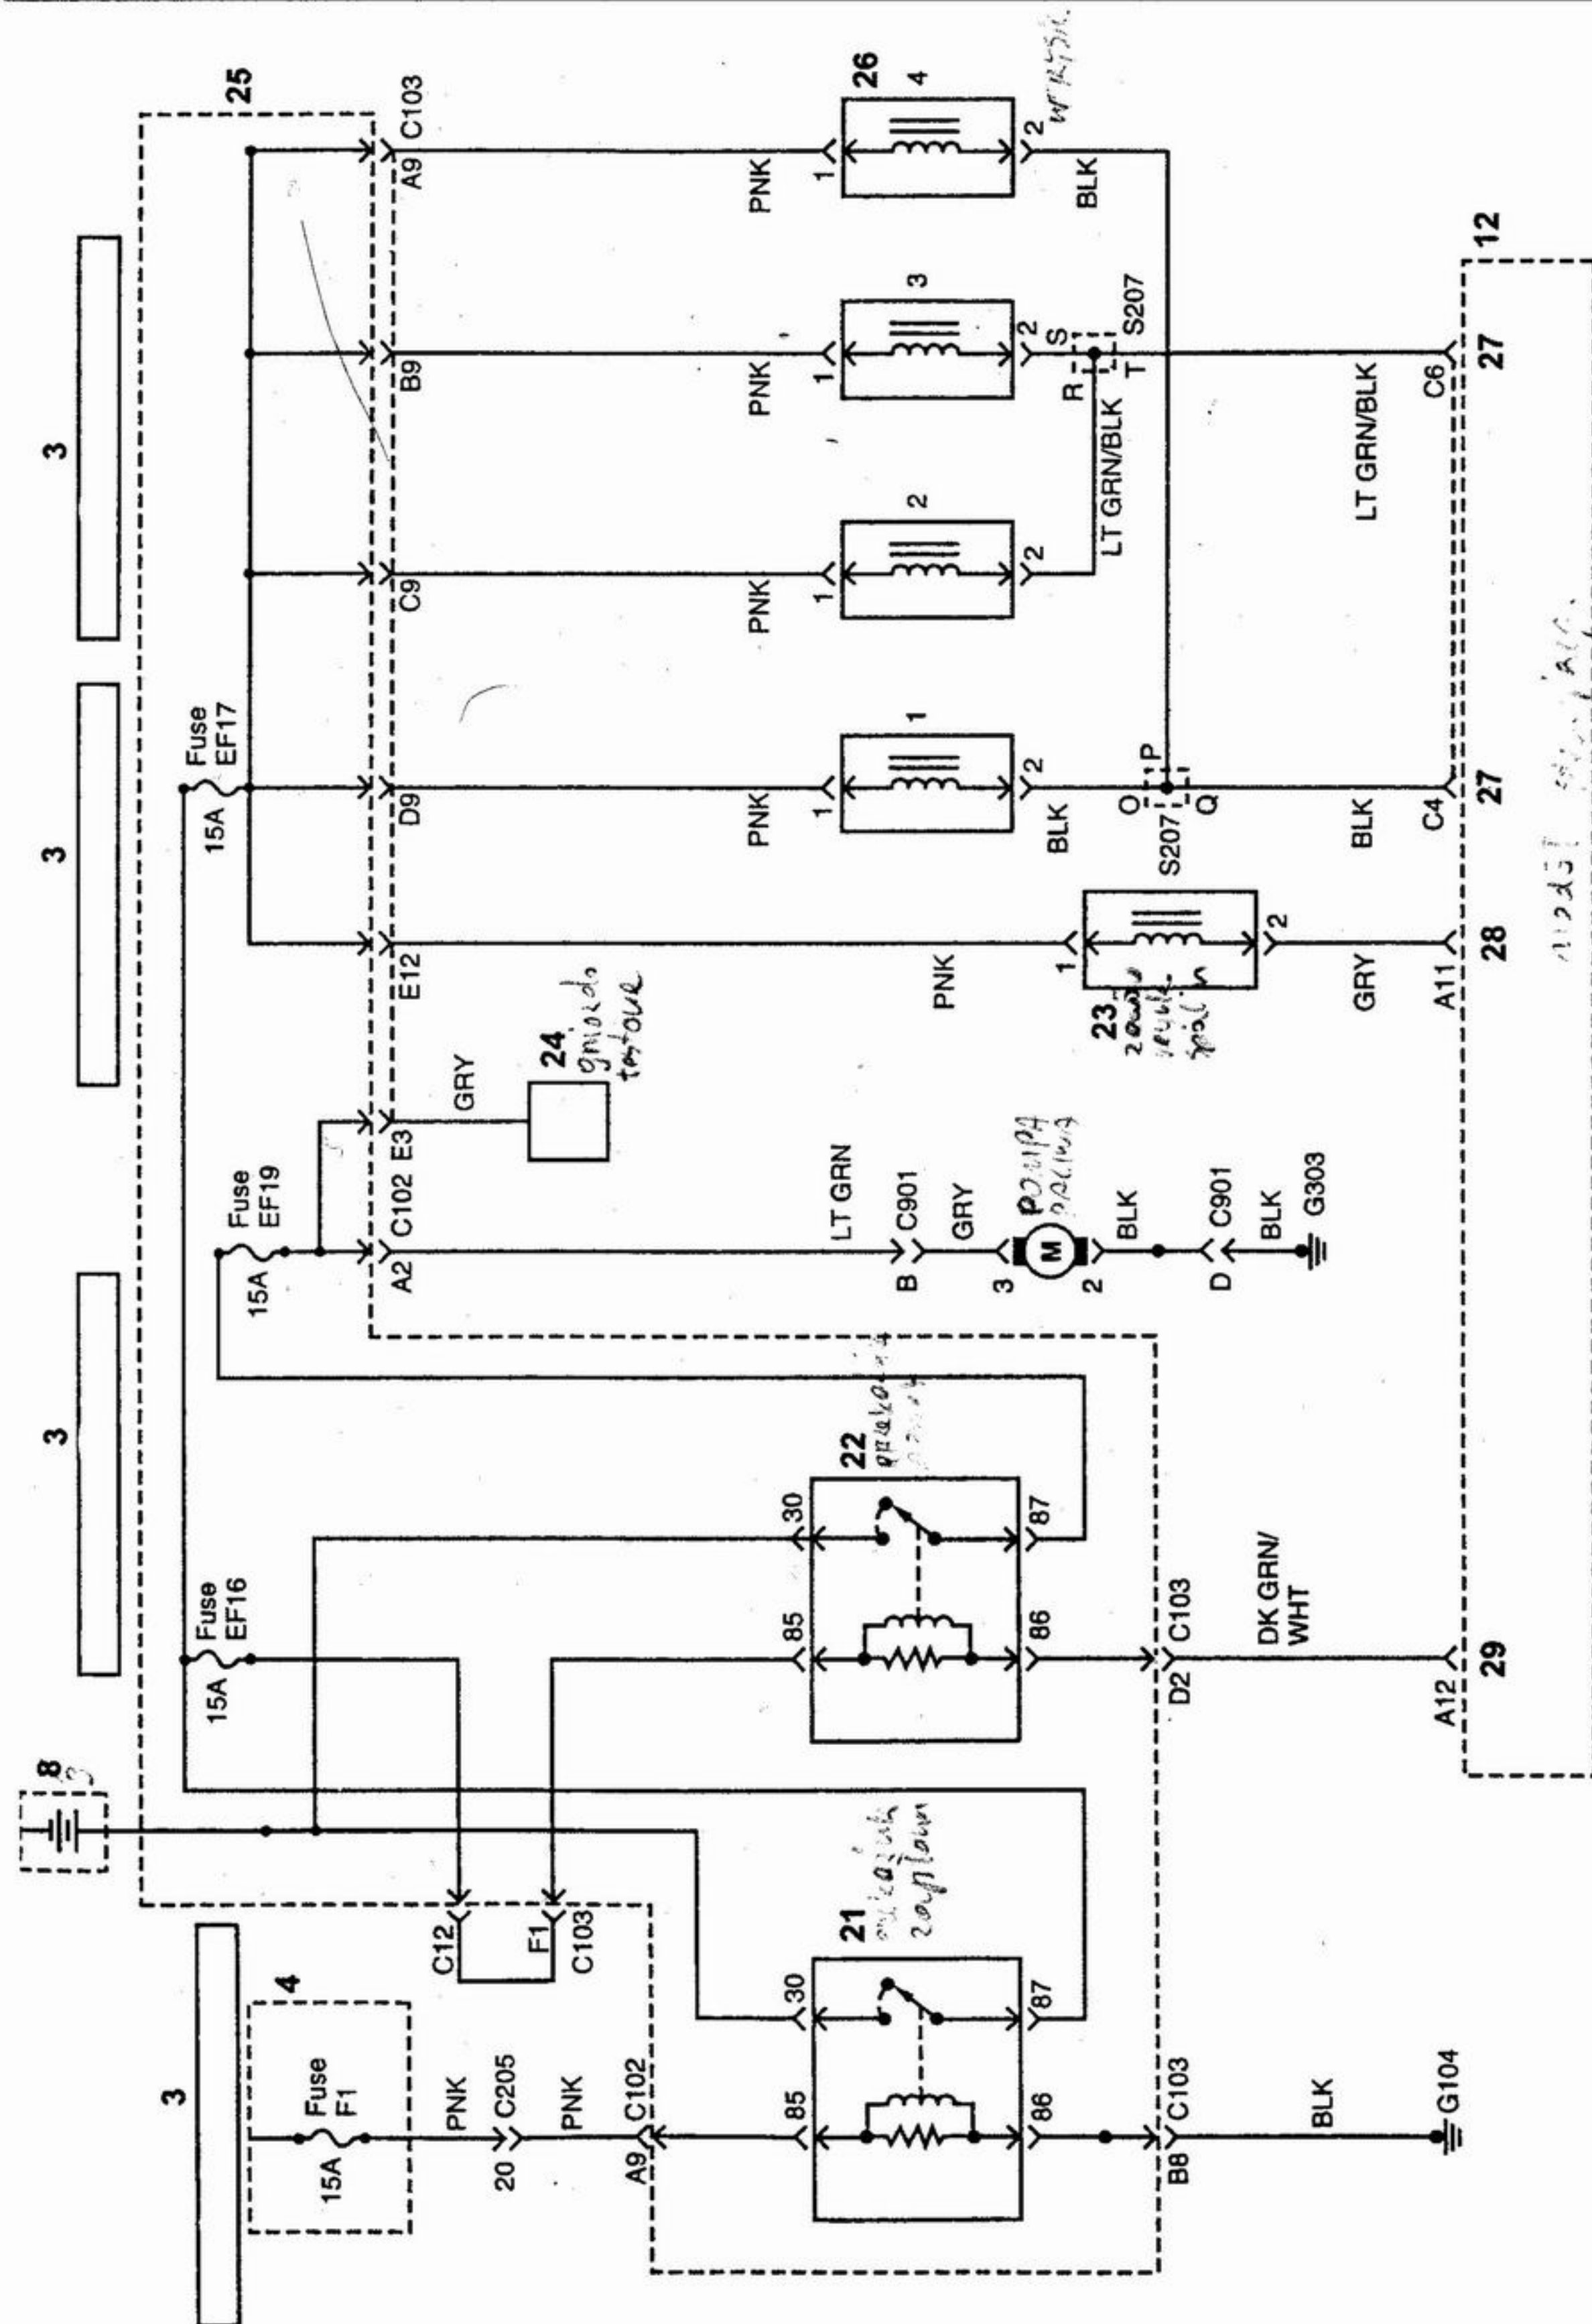 3
3
3
3
8
25
Fuse
EF16
15A
Fuse
EF19
15A
Fuse
EF17
15A
4
Fuse
F1
15A
PNK
20 C205
PNK
A9 C102
C12
F1
C103
A2 C102
E3
E12
D9
C9
B9
A9 C103
GRY
24
gniazdo
testowe
PNK
PNK
PNK
PNK
PNK
21
85
30
86
87
22
85
30
86
87
LT GRN
B C901
GRY
3
M
POMPA
PALIWA
2
BLK
D C901
BLK
G303
1
1
2
1
2
2
1
3
2
1
26
4
2
WTRYSK.
BLK
BLK
1
23
2
GRY
O
P
Q
S207
R
S
T
S207
LT GRN/BLK
BLK
LT GRN/BLK
B8 C103
BLK
G104
D2 C103
DK GRN/
WHT
A12
A11
C4
C6
29
28
27
27
12